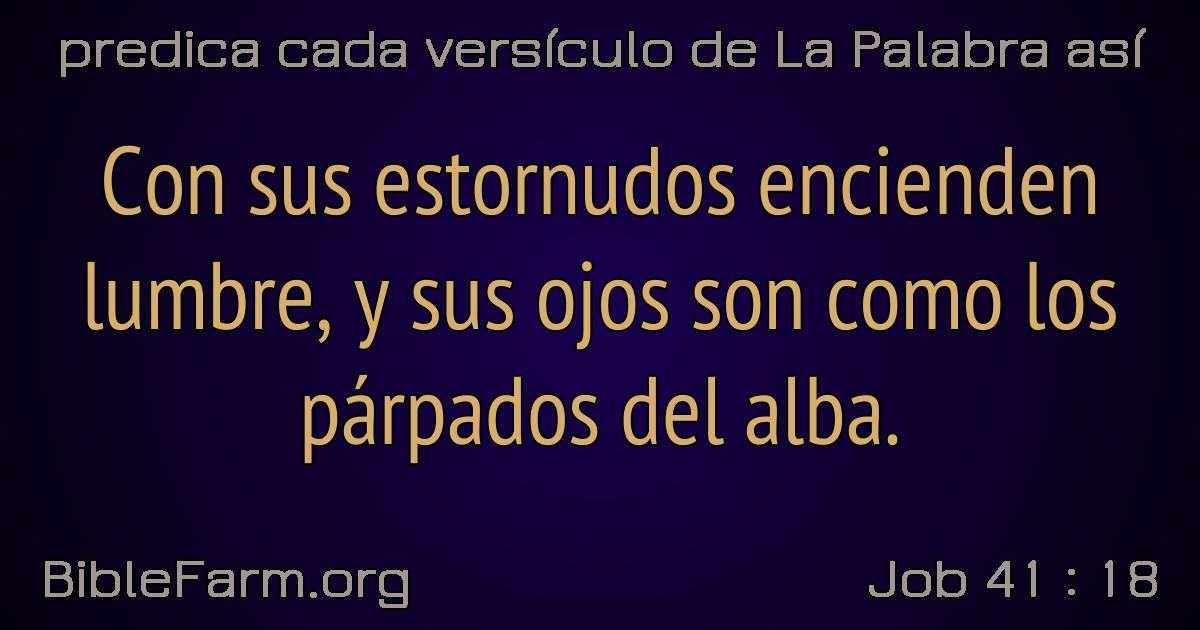 predica cada versículo de La Palabra así
Con sus estornudos encienden
lumbre, y sus ojos son como los
párpados del alba.
BibleFarm.org
Job 41 : 18